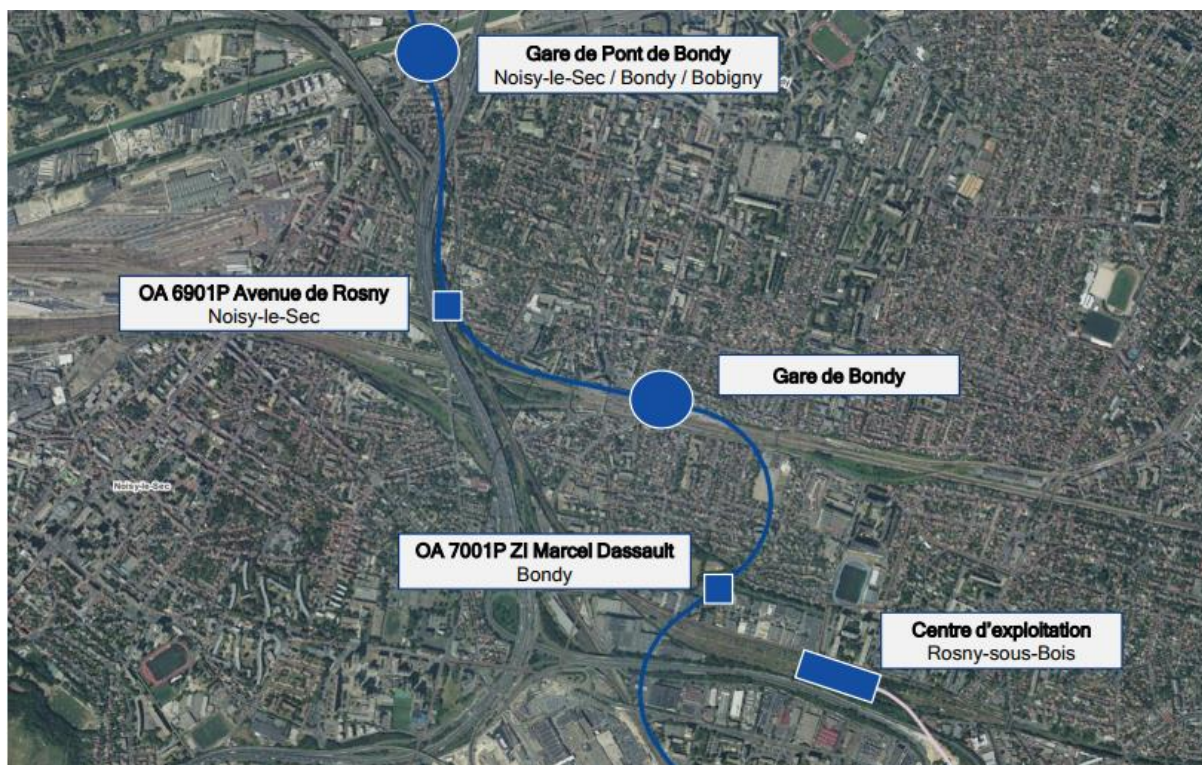 Gare de Pont de Bondy
Noisy-le-Sec / Bondy / Bobigny
OA 6901P Avenue de Rosny
Noisy-le-Sec
Gare de Bondy
Noisy-le-Sec
OA 7001P ZI Marcel Dassault
Bondy
Centre d'exploitation
Rosny-sous-Bois